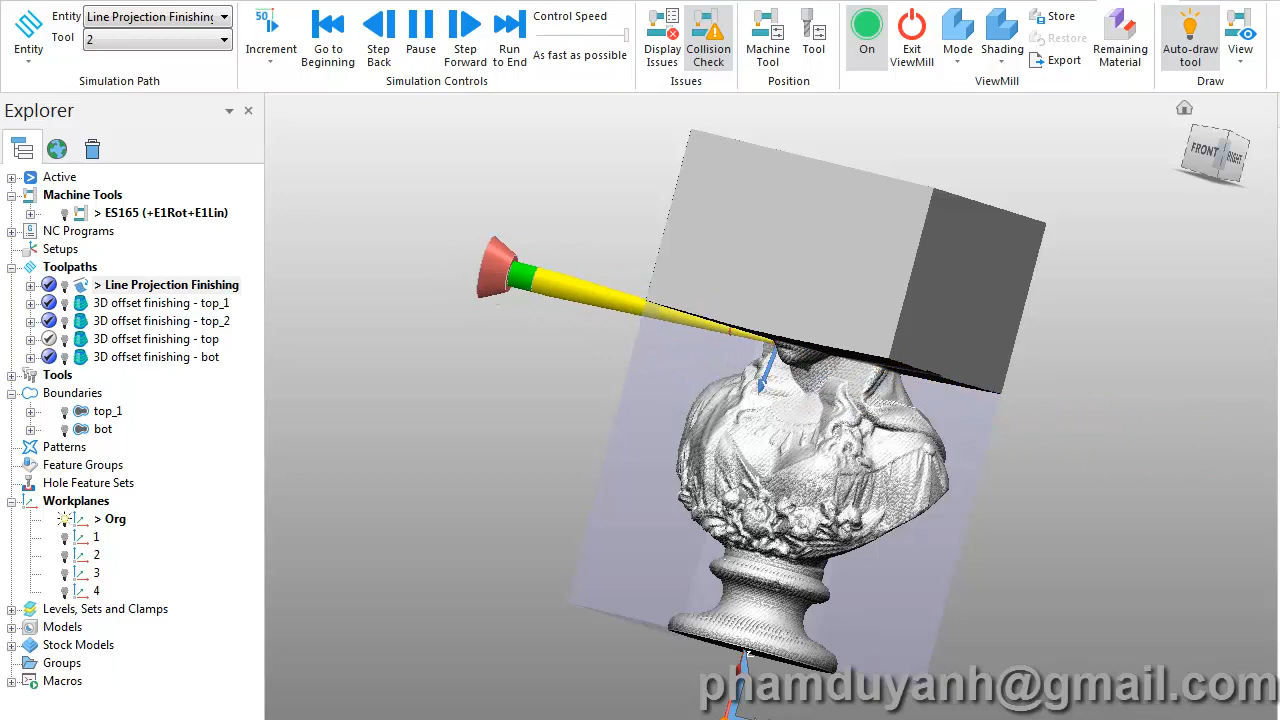 Entity
Line Projection Finishing
Tool
2
Entity
Simulation Path
50
Increment
Go to Beginning
Step Back
Pause
Step Forward
Run to End
Control Speed
As fast as possible
Simulation Controls
Display Issues
Collision Check
Issues
Machine Tool
Tool
Position
On
Exit ViewMill
Mode
Shading
Store
Restore
Export
Remaining Material
ViewMill
Auto-draw tool
View
Draw
Explorer
Active
Machine Tools
> ES165 (+E1Rot+E1Lin)
NC Programs
Setups
Toolpaths
> Line Projection Finishing
3D offset finishing - top_1
3D offset finishing - top_2
3D offset finishing - top
3D offset finishing - bot
Tools
Boundaries
top_1
bot
Patterns
Feature Groups
Hole Feature Sets
Workplanes
> Org
1
2
3
4
Levels, Sets and Clamps
Models
Stock Models
Groups
Macros
FRONT
RIGHT
Z
phamduyanh@gmail.com